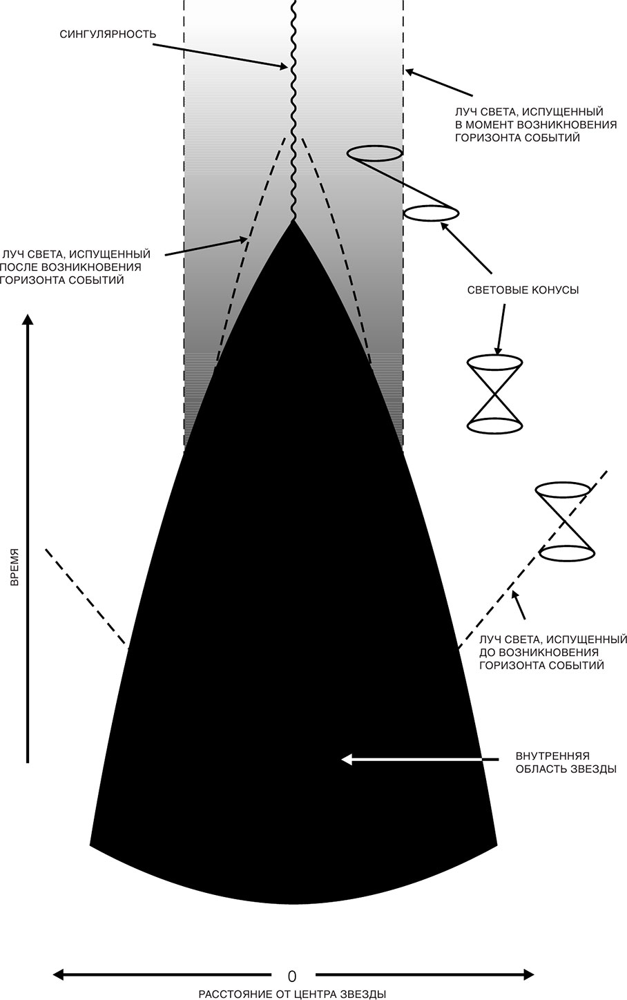 СИНГУЛЯРНОСТЬ
ЛУЧ СВЕТА, ИСПУЩЕННЫЙ
В МОМЕНТ ВОЗНИКНОВЕНИЯ
ГОРИЗОНТА СОБЫТИЙ
ЛУЧ СВЕТА, ИСПУЩЕННЫЙ
ПОСЛЕ ВОЗНИКНОВЕНИЯ
ГОРИЗОНТА СОБЫТИЙ
СВЕТОВЫЕ КОНУСЫ
ВРЕМЯ
ЛУЧ СВЕТА, ИСПУЩЕННЫЙ
ДО ВОЗНИКНОВЕНИЯ
ГОРИЗОНТА СОБЫТИЙ
ВНУТРЕННЯЯ
ОБЛАСТЬ ЗВЕЗДЫ
0
РАССТОЯНИЕ ОТ ЦЕНТРА ЗВЕЗДЫ